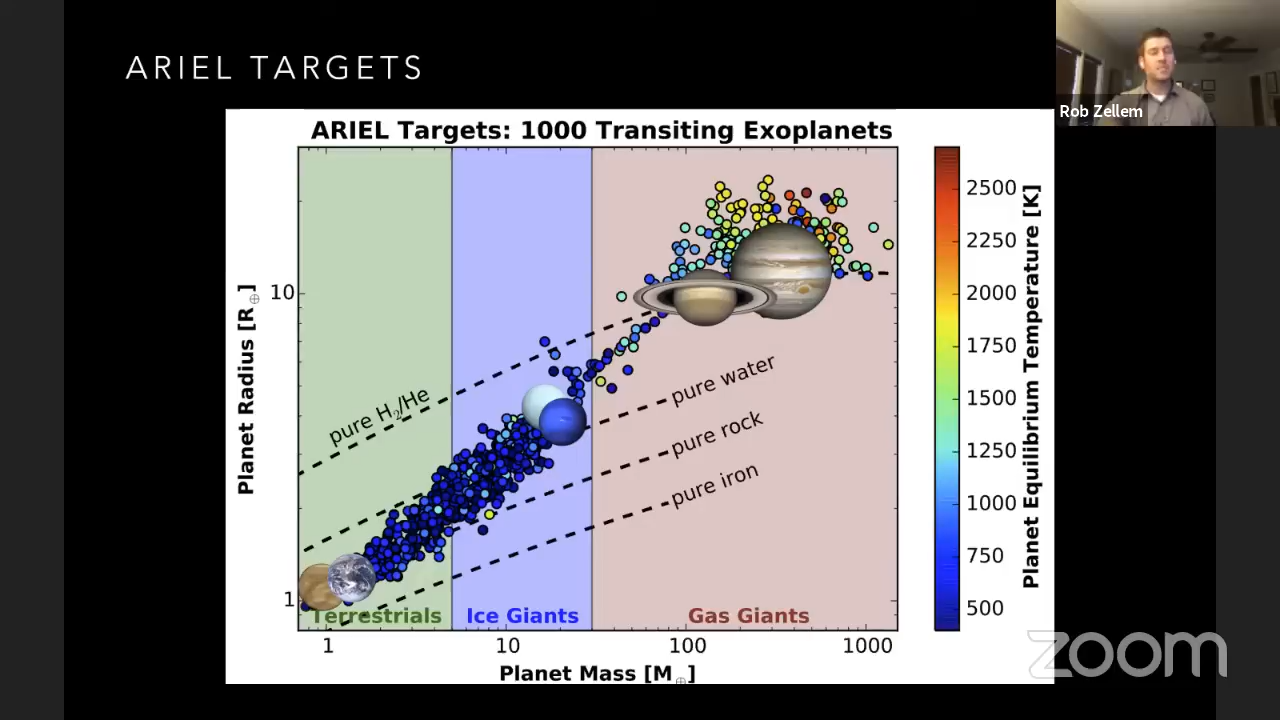 ARIEL TARGETS
Rob Zellem
ARIEL Targets: 1000 Transiting Exoplanets
Planet Radius [R⊕]
10
1
pure H₂/He
pure water
pure rock
pure iron
Terrestrials
Ice Giants
Gas Giants
1
10
100
1000
Planet Mass [M⊕]
2500
2250
2000
1750
1500
1250
1000
750
500
Planet Equilibrium Temperature [K]
zoom